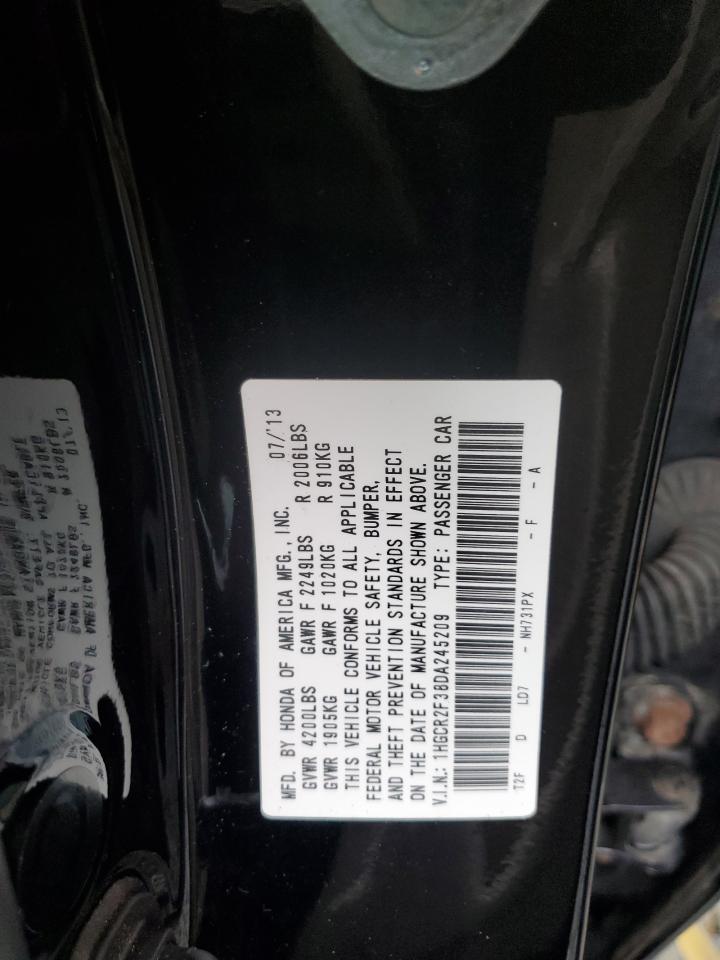 MFD. BY HONDA OF AMERICA MFG., INC. 07/'13
GVWR 4200LBS GAWR F 2249LBS R 2006LBS
GVWR 1905KG GAWR F 1020KG R 910KG
THIS VEHICLE CONFORMS TO ALL APPLICABLE
FEDERAL MOTOR VEHICLE SAFETY, BUMPER,
AND THEFT PREVENTION STANDARDS IN EFFECT
ON THE DATE OF MANUFACTURE SHOWN ABOVE.
V.I.N.: 1HGCR2F38DA245209 TYPE: PASSENGER CAR
T2F D LD7 - NH731PX - F - A